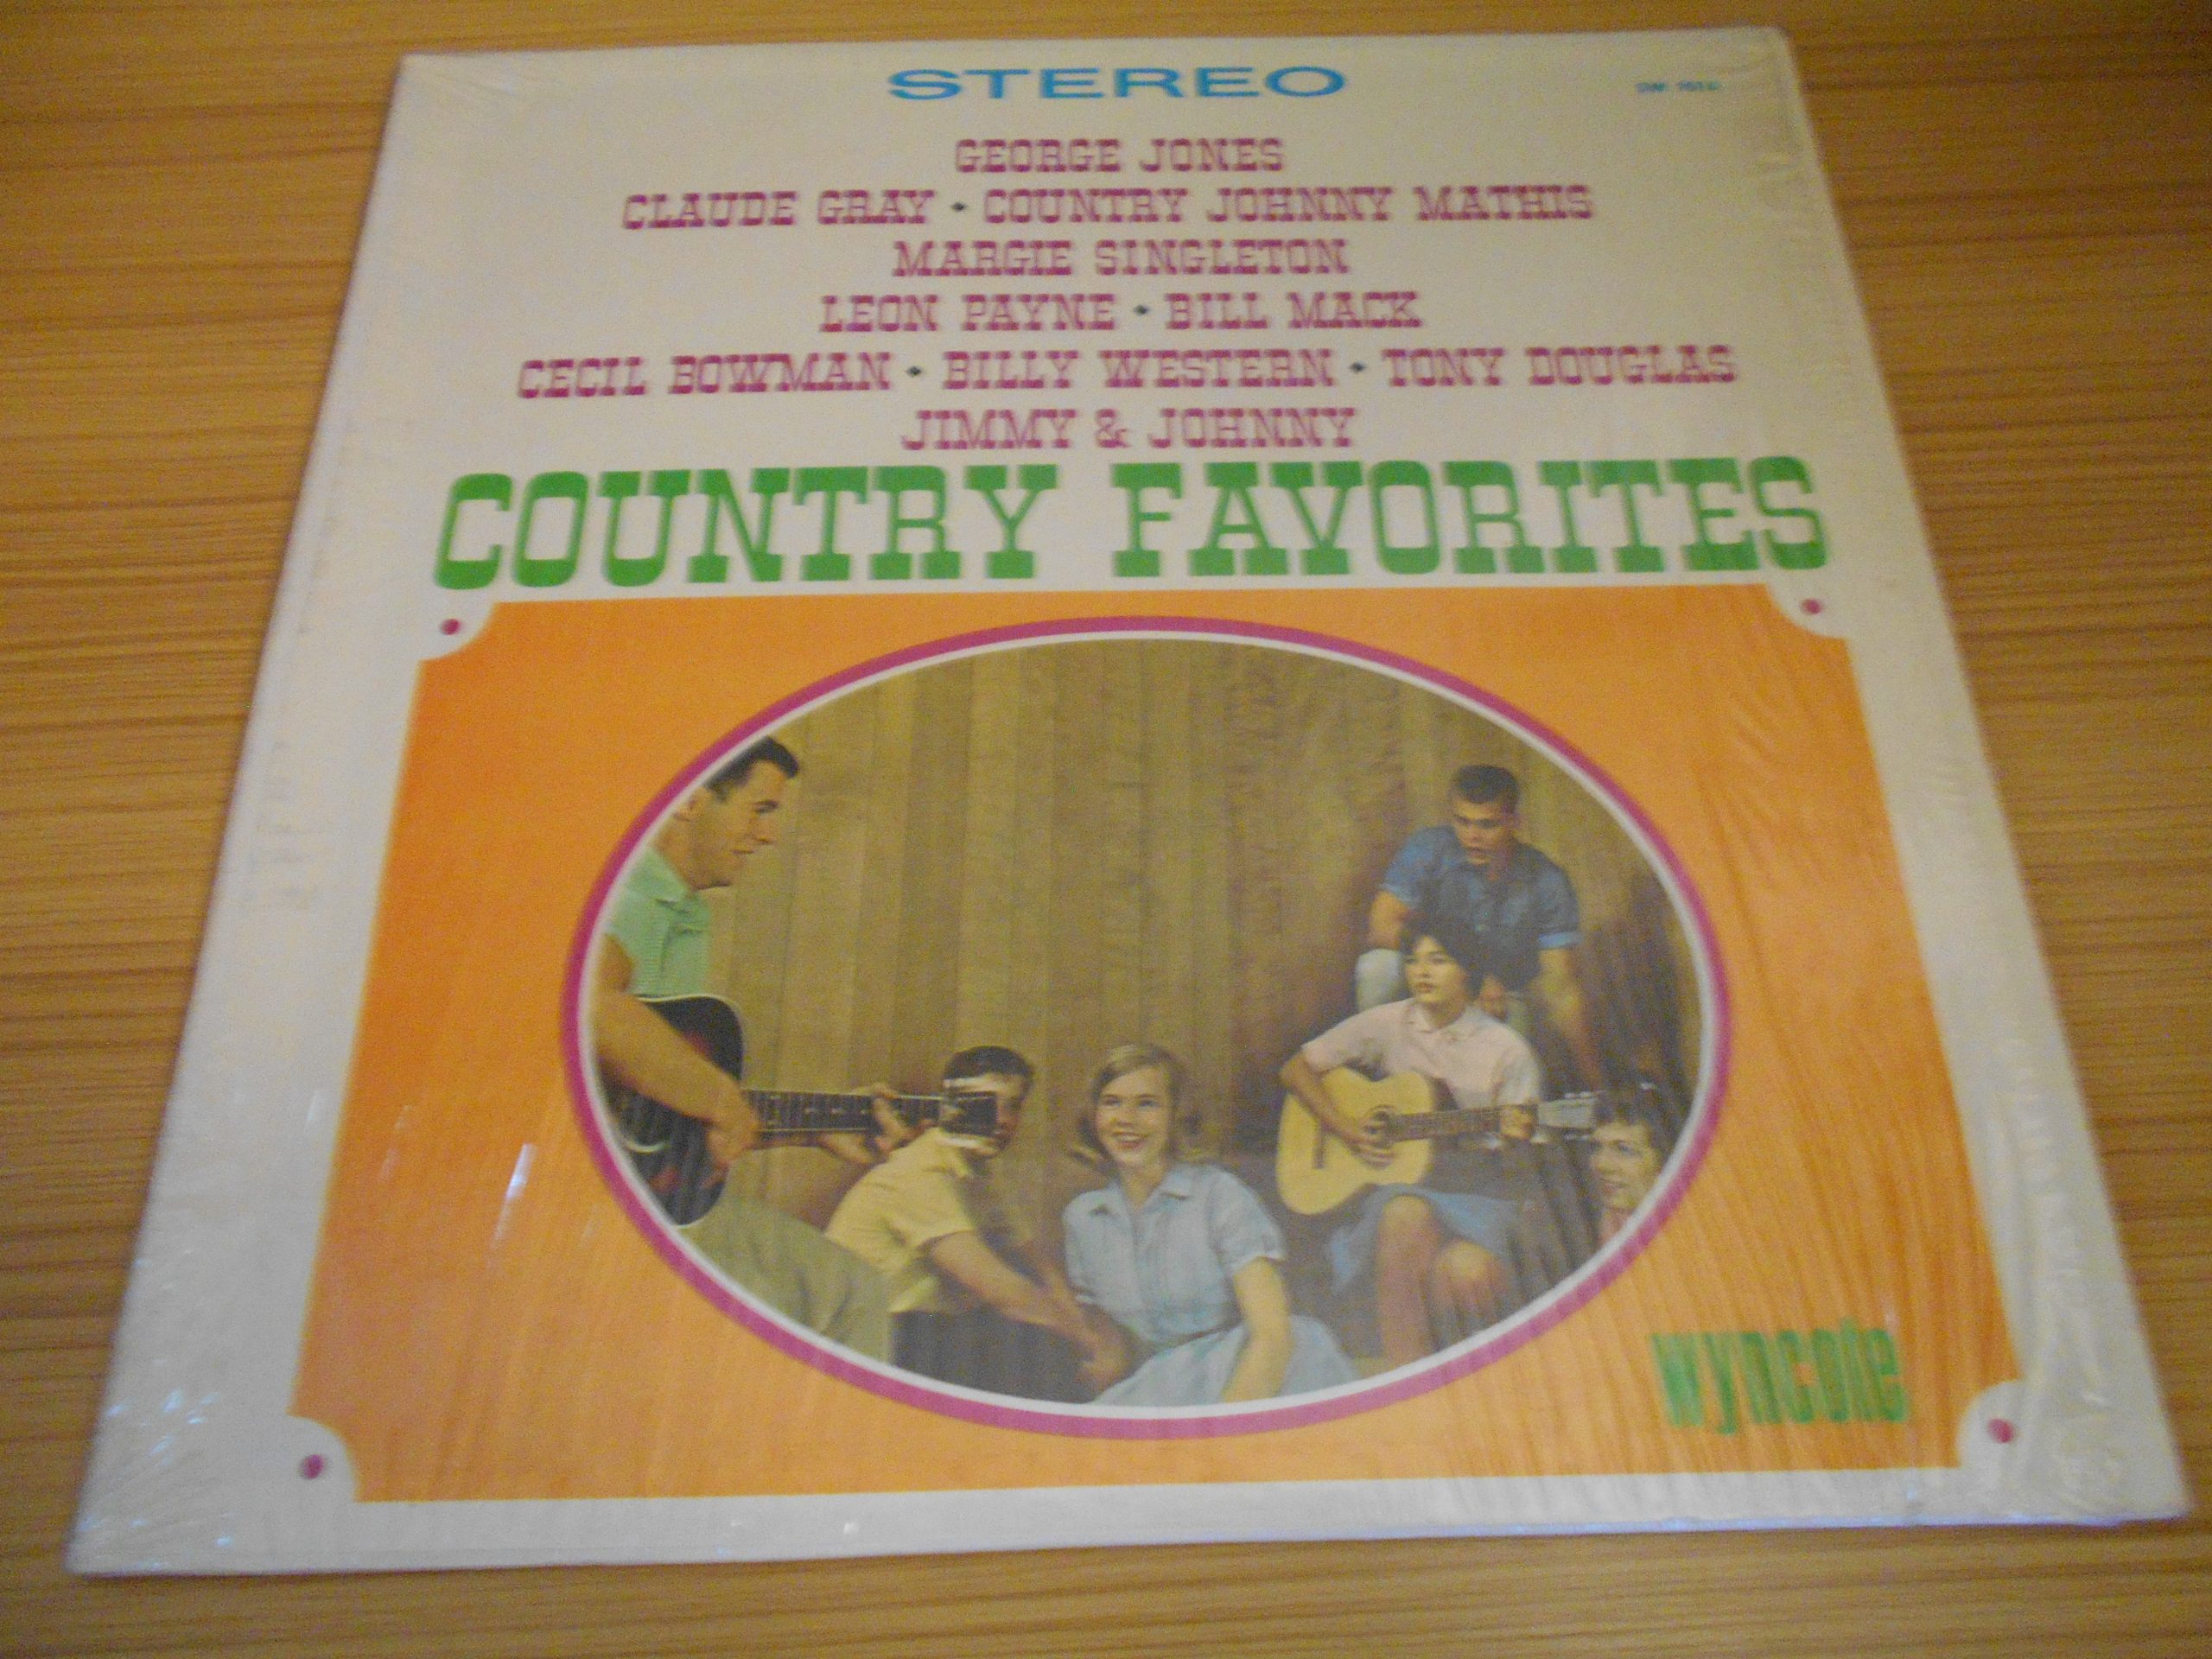 STEREO
GEORGE JONES
CLAUDE GRAY • COUNTRY JOHNNY MATHIS
MARGIE SINGLETON
LEON PAYNE • BILL MACK
CECIL BOWMAN • BILLY WESTERN • TONY DOUGLAS
JIMMY & JOHNNY
COUNTRY FAVORITES
wyncote